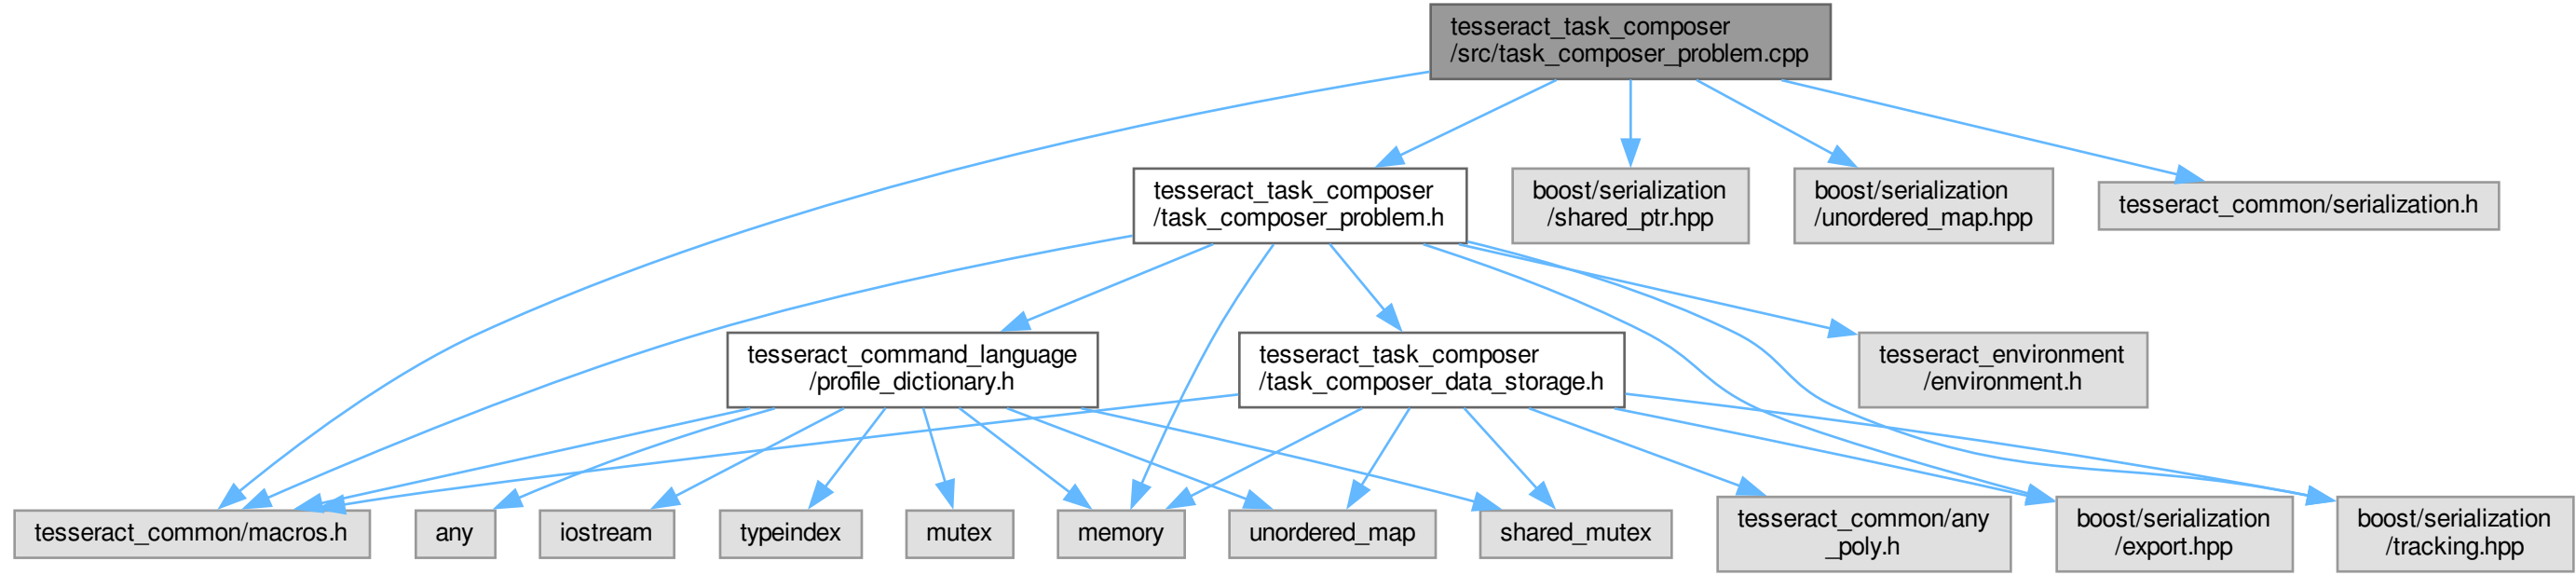 tesseract_task_composer
/src/task_composer_problem.cpp
tesseract_task_composer
/task_composer_problem.h
boost/serialization
/shared_ptr.hpp
boost/serialization
/unordered_map.hpp
tesseract_common/serialization.h
tesseract_command_language
/profile_dictionary.h
tesseract_task_composer
/task_composer_data_storage.h
tesseract_environment
/environment.h
tesseract_common/macros.h
any
iostream
typeindex
mutex
memory
unordered_map
shared_mutex
tesseract_common/any
_poly.h
boost/serialization
/export.hpp
boost/serialization
/tracking.hpp